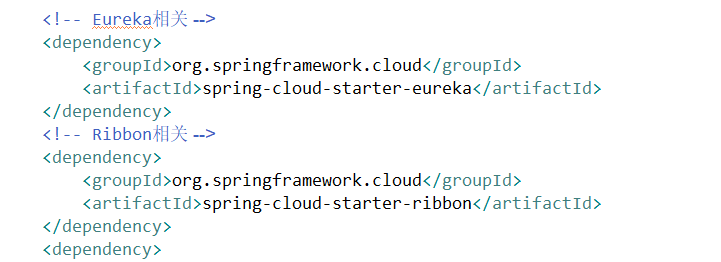 <!-- Eureka相关 -->
<dependency>
    <groupId>org.springframework.cloud</groupId>
    <artifactId>spring-cloud-starter-eureka</artifactId>
</dependency>
<!-- Ribbon相关 -->
<dependency>
    <groupId>org.springframework.cloud</groupId>
    <artifactId>spring-cloud-starter-ribbon</artifactId>
</dependency>
<dependency>